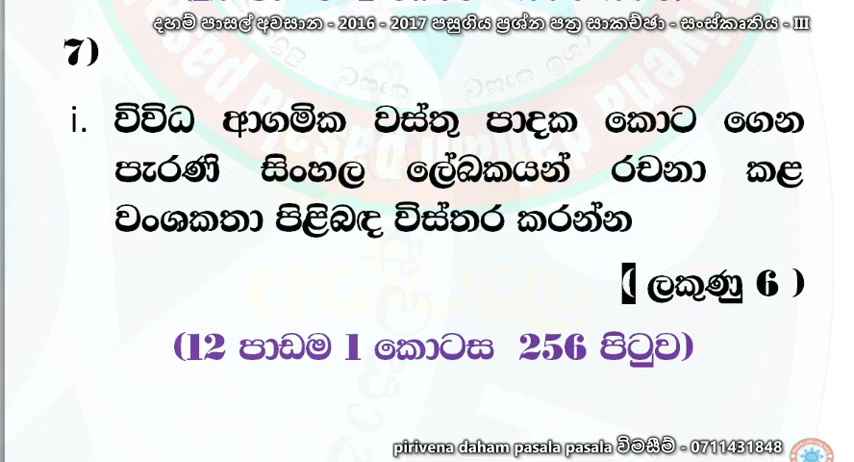 දහම් පාසල් අවසාන - 2016 - 2017 පසුගිය ප්‍රශ්න පත්‍ර සාකච්ඡා - සංස්කෘතිය - III
7)
i. විවිධ ආගමික වස්තු පාදක කොට ගෙන
පැරණි සිංහල ලේඛකයන් රචනා කළ
වංශකතා පිළිබඳ විස්තර කරන්න
( ලකුණු 6 )
(12 පාඩම 1 කොටස 256 පිටුව)
pirivena daham pasala pasala විමසීම් - 0711431848